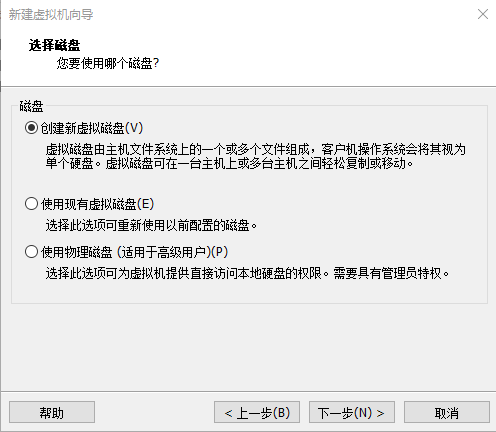 新建虚拟机向导
选择磁盘
您要使用哪个磁盘?
磁盘
创建新虚拟磁盘(V)
虚拟磁盘由主机文件系统上的一个或多个文件组成，客户机操作系统会将其视为
单个硬盘。虚拟磁盘可在一台主机上或多台主机之间轻松复制或移动。
使用现有虚拟磁盘(E)
选择此选项可重新使用以前配置的磁盘。
使用物理磁盘 (适用于高级用户)(P)
选择此选项可为虚拟机提供直接访问本地硬盘的权限。需要具有管理员特权。
帮助
< 上一步(B)
下一步(N) >
取消